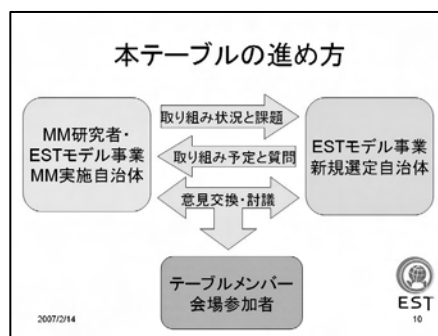 本テーブルの進め方
取り組み状況と課題
MM研究者・
ESTモデル事業
MM実施自治体
取り組み予定と質問
ESTモデル事業
新規選定自治体
意見交換・討議
テーブルメンバー
会場参加者
2007/2/14
EST
10